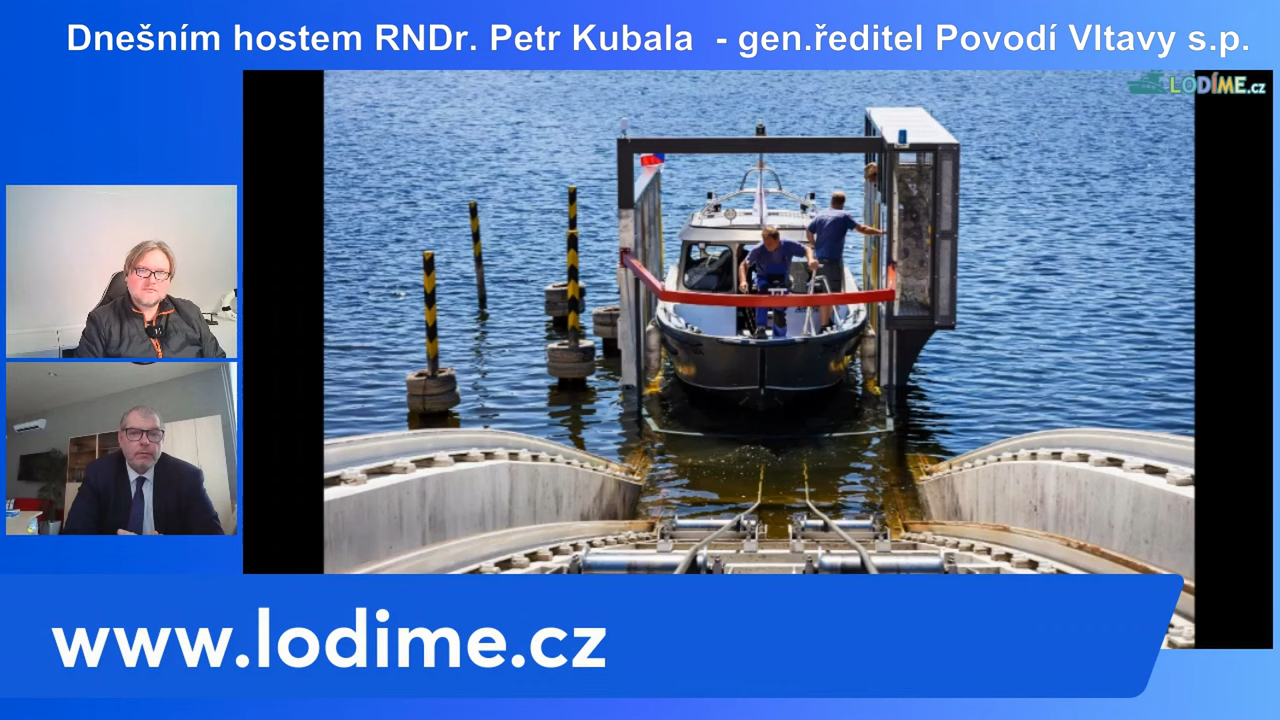 Dnešním hostem RNDr. Petr Kubala - gen.ředitel Povodí Vltavy s.p.
LODÍME.cz
www.lodime.cz